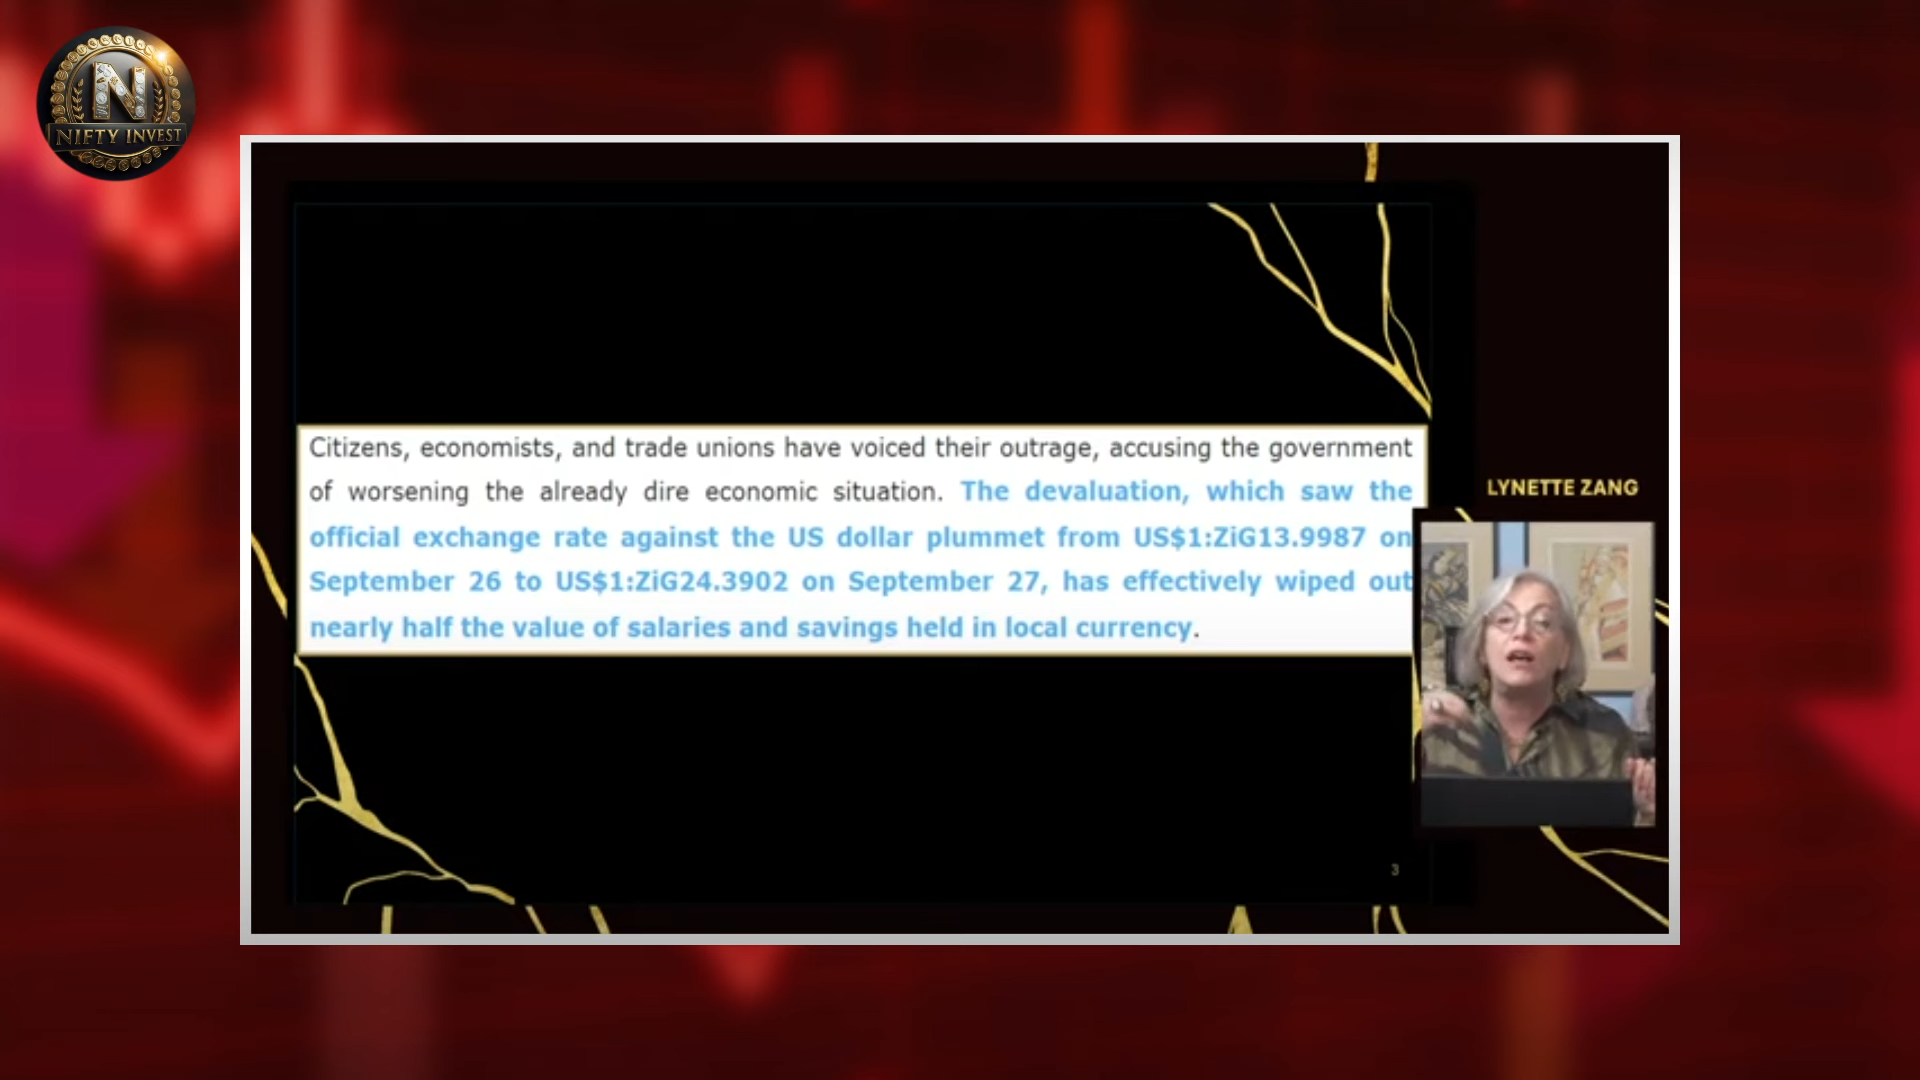 N
NIFTY INVEST
Citizens, economists, and trade unions have voiced their outrage, accusing the government
of worsening the already dire economic situation. The devaluation, which saw the
official exchange rate against the US dollar plummet from US$1:ZiG13.9987 on
September 26 to US$1:ZiG24.3902 on September 27, has effectively wiped out
nearly half the value of salaries and savings held in local currency.
LYNETTE ZANG
3